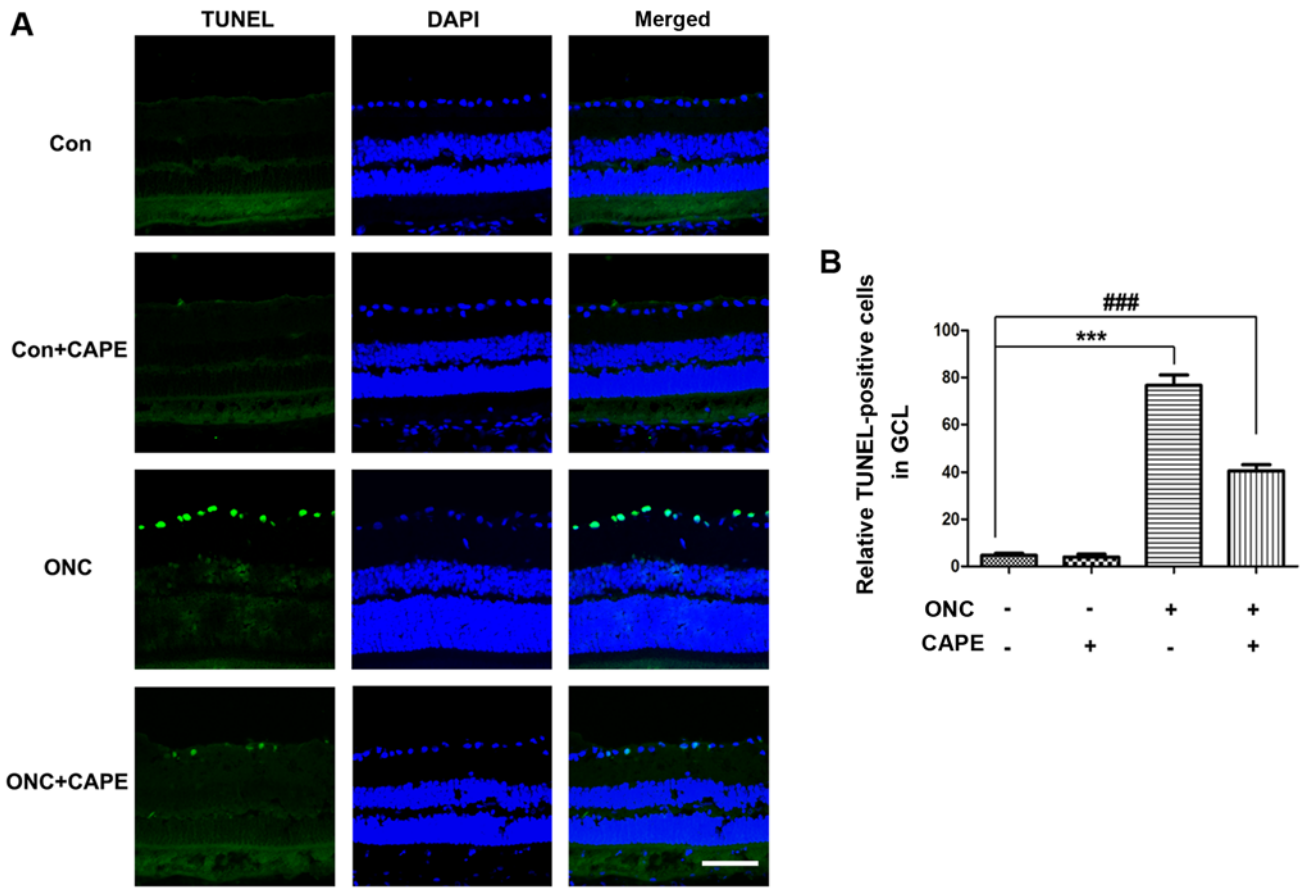 A
TUNEL DAPI Merged
Con
Con+CAPE
ONC
ONC+CAPE
B
Relative TUNEL-positive cells
in GCL
###
***
100
80
60
40
20
0
ONC - - + +
CAPE - + - +